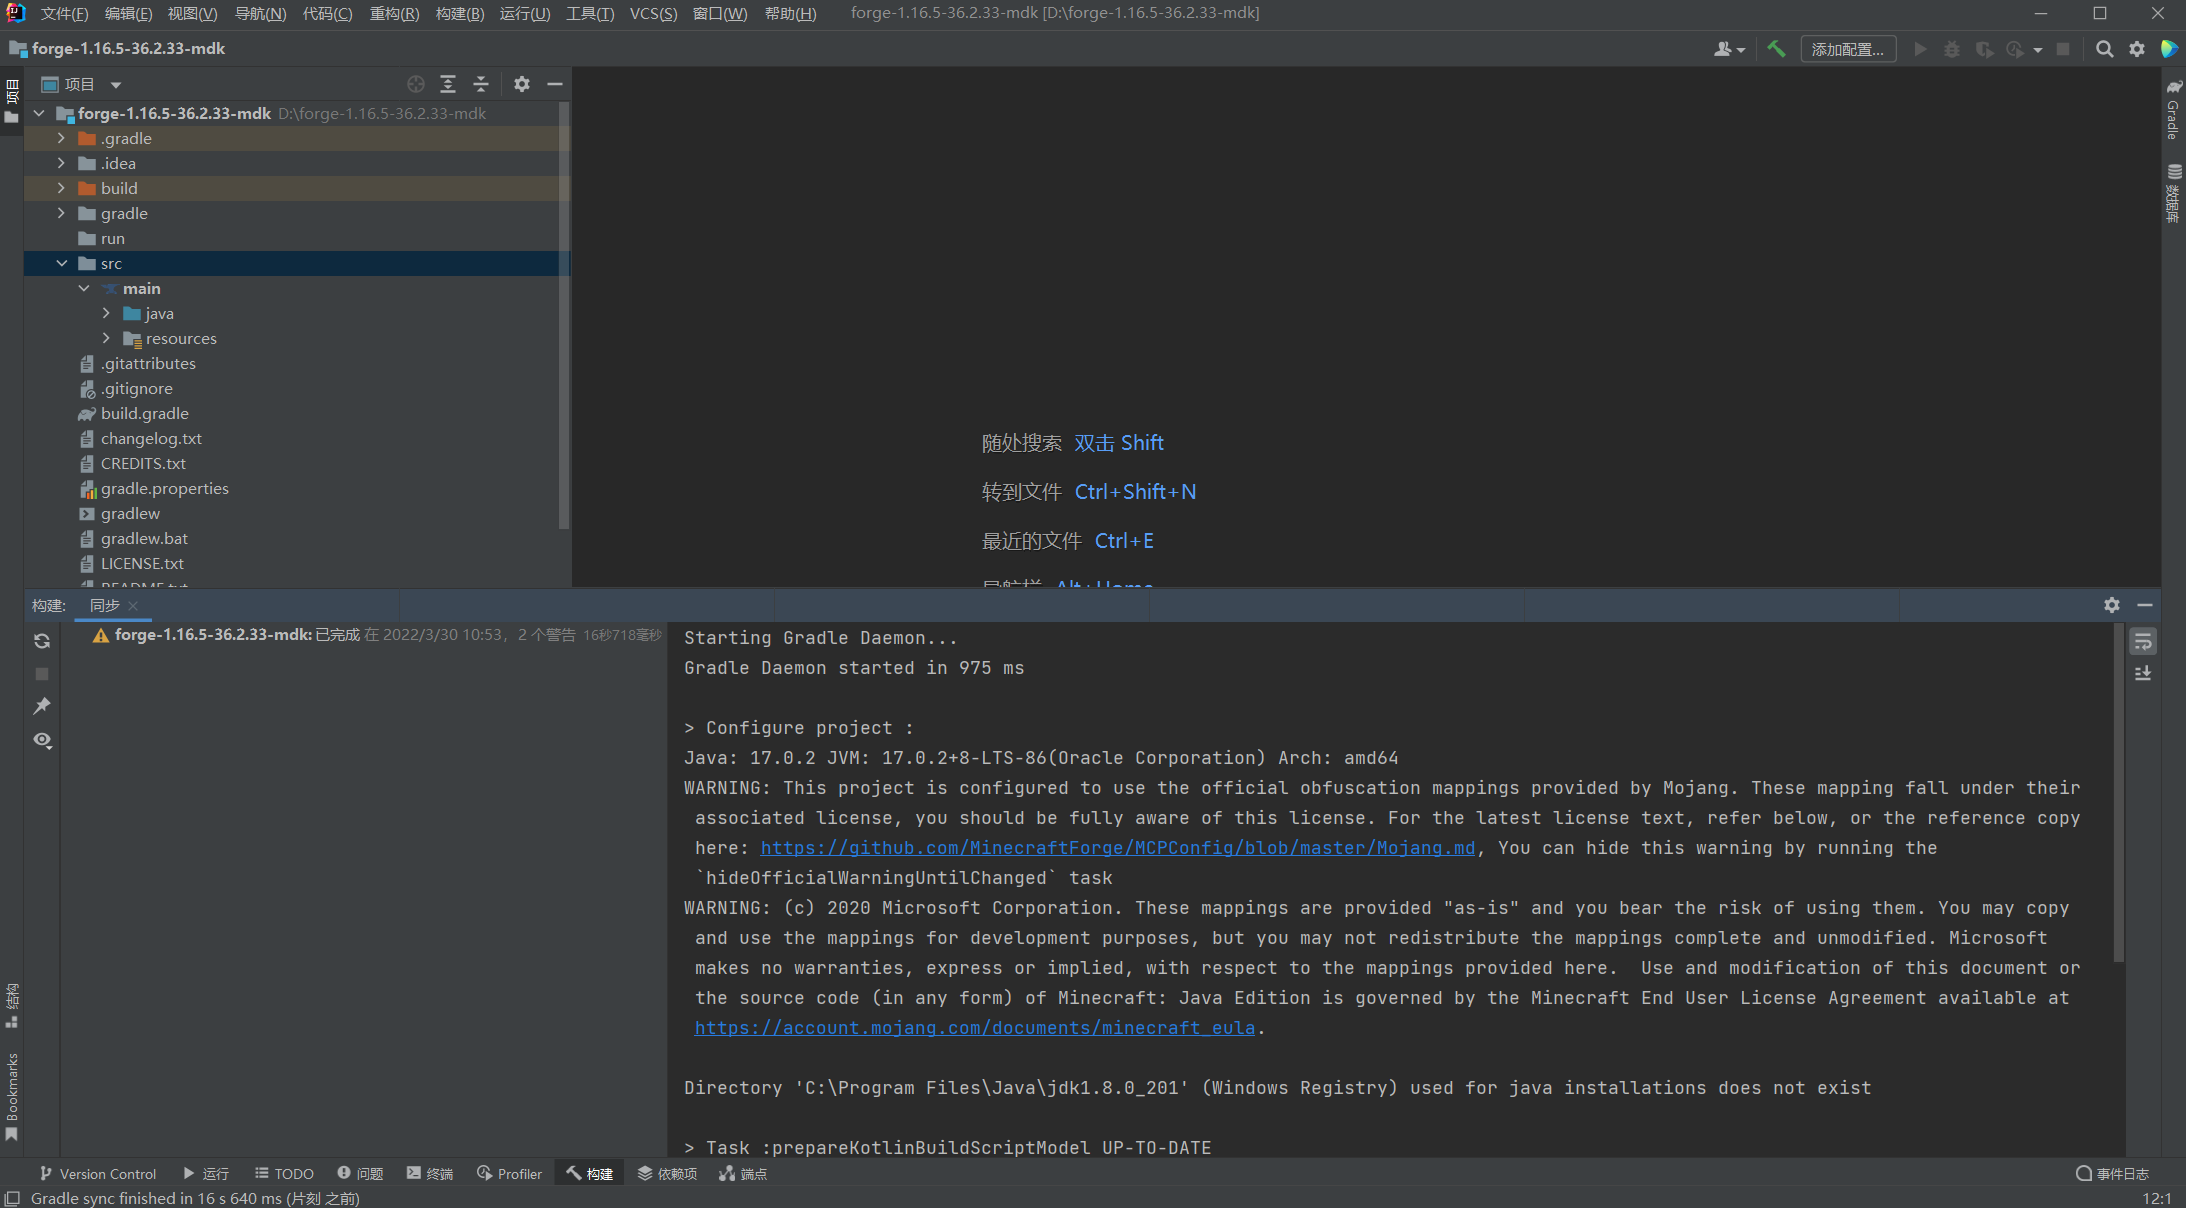 文件(F) 编辑(E) 视图(V) 导航(N) 代码(C) 重构(R) 构建(B) 运行(U) 工具(T) VCS(S) 窗口(W) 帮助(H) forge-1.16.5-36.2.33-mdk [D:\forge-1.16.5-36.2.33-mdk]
forge-1.16.5-36.2.33-mdk
添加配置...
项目
项目
forge-1.16.5-36.2.33-mdk D:\forge-1.16.5-36.2.33-mdk
.gradle
.idea
build
gradle
run
src
main
java
resources
.gitattributes
.gitignore
build.gradle
changelog.txt
CREDITS.txt
gradle.properties
gradlew
gradlew.bat
LICENSE.txt
README.txt
随处搜索 双击 Shift
转到文件 Ctrl+Shift+N
最近的文件 Ctrl+E
导航栏 Alt+Home
Gradle
数据库
构建: 同步
forge-1.16.5-36.2.33-mdk: 已完成 在 2022/3/30 10:53，2 个警告 16秒718毫秒
Starting Gradle Daemon...
Gradle Daemon started in 975 ms
> Configure project :
Java: 17.0.2 JVM: 17.0.2+8-LTS-86(Oracle Corporation) Arch: amd64
WARNING: This project is configured to use the official obfuscation mappings provided by Mojang. These mapping fall under their
associated license, you should be fully aware of this license. For the latest license text, refer below, or the reference copy
here: https://github.com/MinecraftForge/MCPConfig/blob/master/Mojang.md, You can hide this warning by running the
`hideOfficialWarningUntilChanged` task
WARNING: (c) 2020 Microsoft Corporation. These mappings are provided "as-is" and you bear the risk of using them. You may copy
and use the mappings for development purposes, but you may not redistribute the mappings complete and unmodified. Microsoft
makes no warranties, express or implied, with respect to the mappings provided here.  Use and modification of this document or
the source code (in any form) of Minecraft: Java Edition is governed by the Minecraft End User License Agreement available at
https://account.mojang.com/documents/minecraft_eula.
Directory 'C:\Program Files\Java\jdk1.8.0_201' (Windows Registry) used for java installations does not exist
> Task :prepareKotlinBuildScriptModel UP-TO-DATE
结构
Bookmarks
Version Control 运行 TODO 问题 终端 Profiler 构建 依赖项 端点 事件日志
Gradle sync finished in 16 s 640 ms (片刻 之前) 12:1